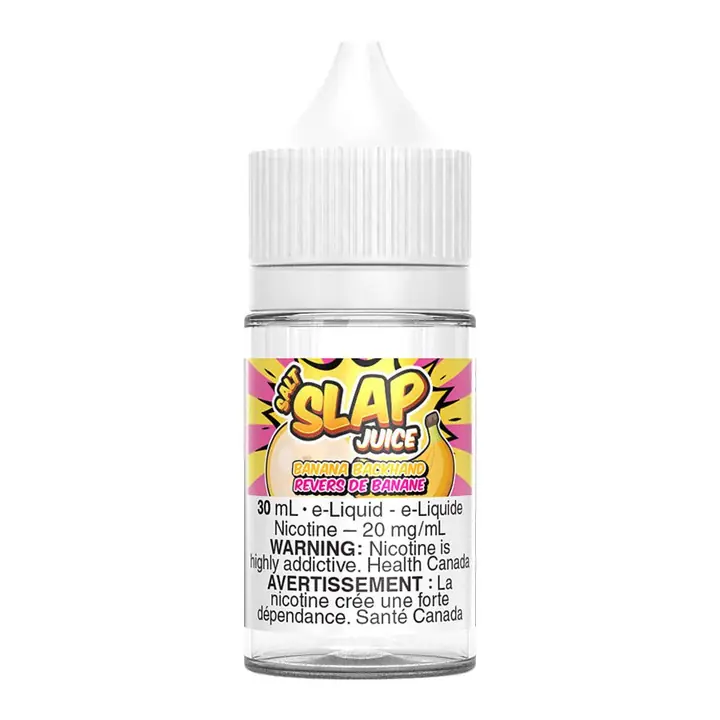 SALT
SLAP
JUICE
BANANA BACKHAND
REVERS DE BANANE
30 mL · e-Liquid - e-Liquide
Nicotine — 20 mg/mL
WARNING: Nicotine is
highly addictive. Health Canada
AVERTISSEMENT : La
nicotine crée une forte
dépendance. Santé Canada